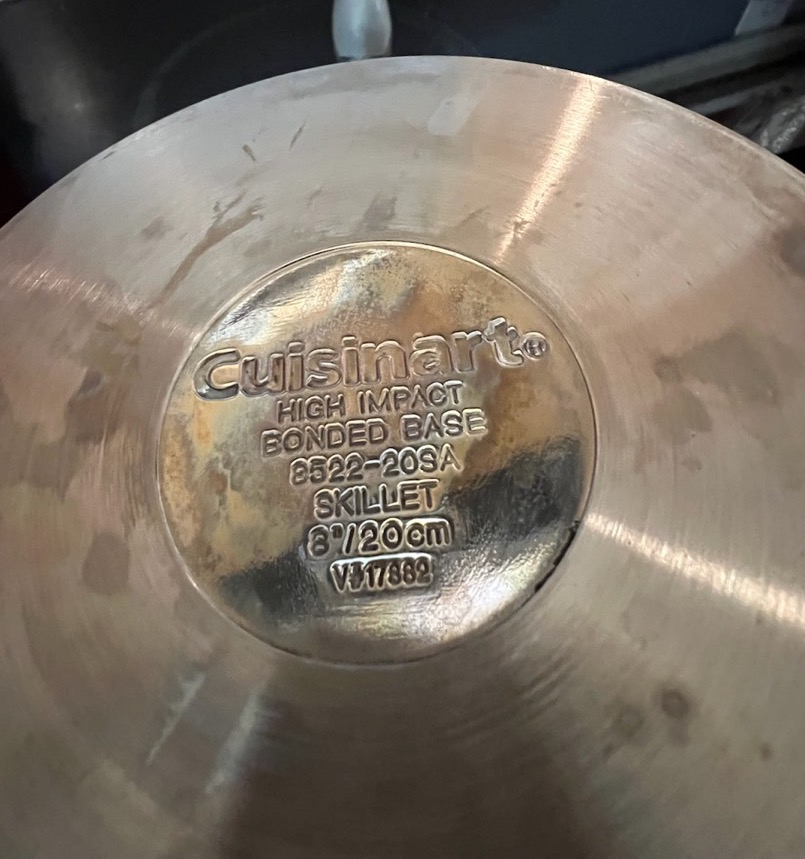 Cuisinart®
HIGH IMPACT
BONDED BASE
8522-20SA
SKILLET
8"/20cm
V#17882